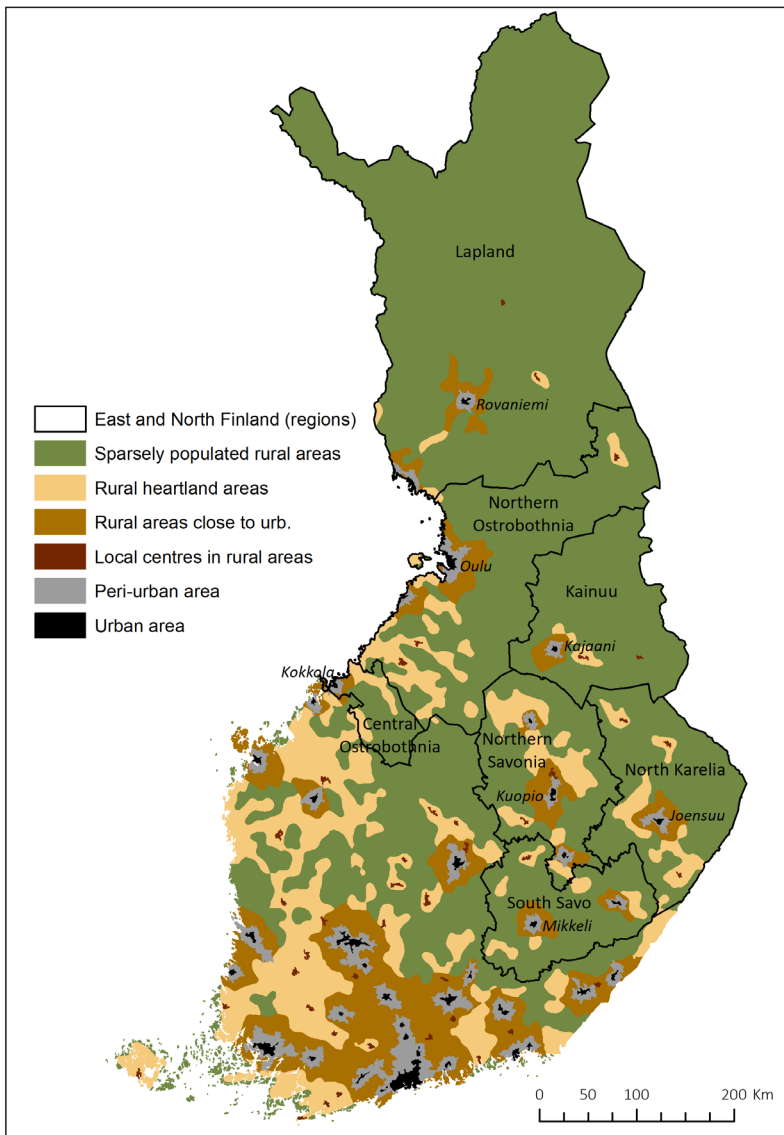 Lapland
Rovaniemi
East and North Finland (regions)
Sparsely populated rural areas
Rural heartland areas
Rural areas close to urb.
Local centres in rural areas
Peri-urban area
Urban area
Northern
Ostrobothnia
Oulu
Kainuu
Kajaani
Kokkola
Central
Ostrobothnia
Northern
Savonia
Kuopio
North Karelia
Joensuu
South Savo
Mikkeli
0 50 100 200 Km